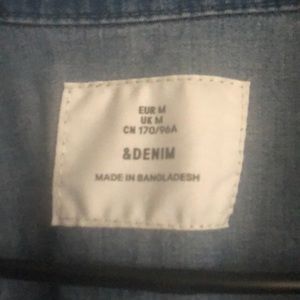 EUR M
UK M
CN 170/96A
&DENIM
MADE IN BANGLADESH